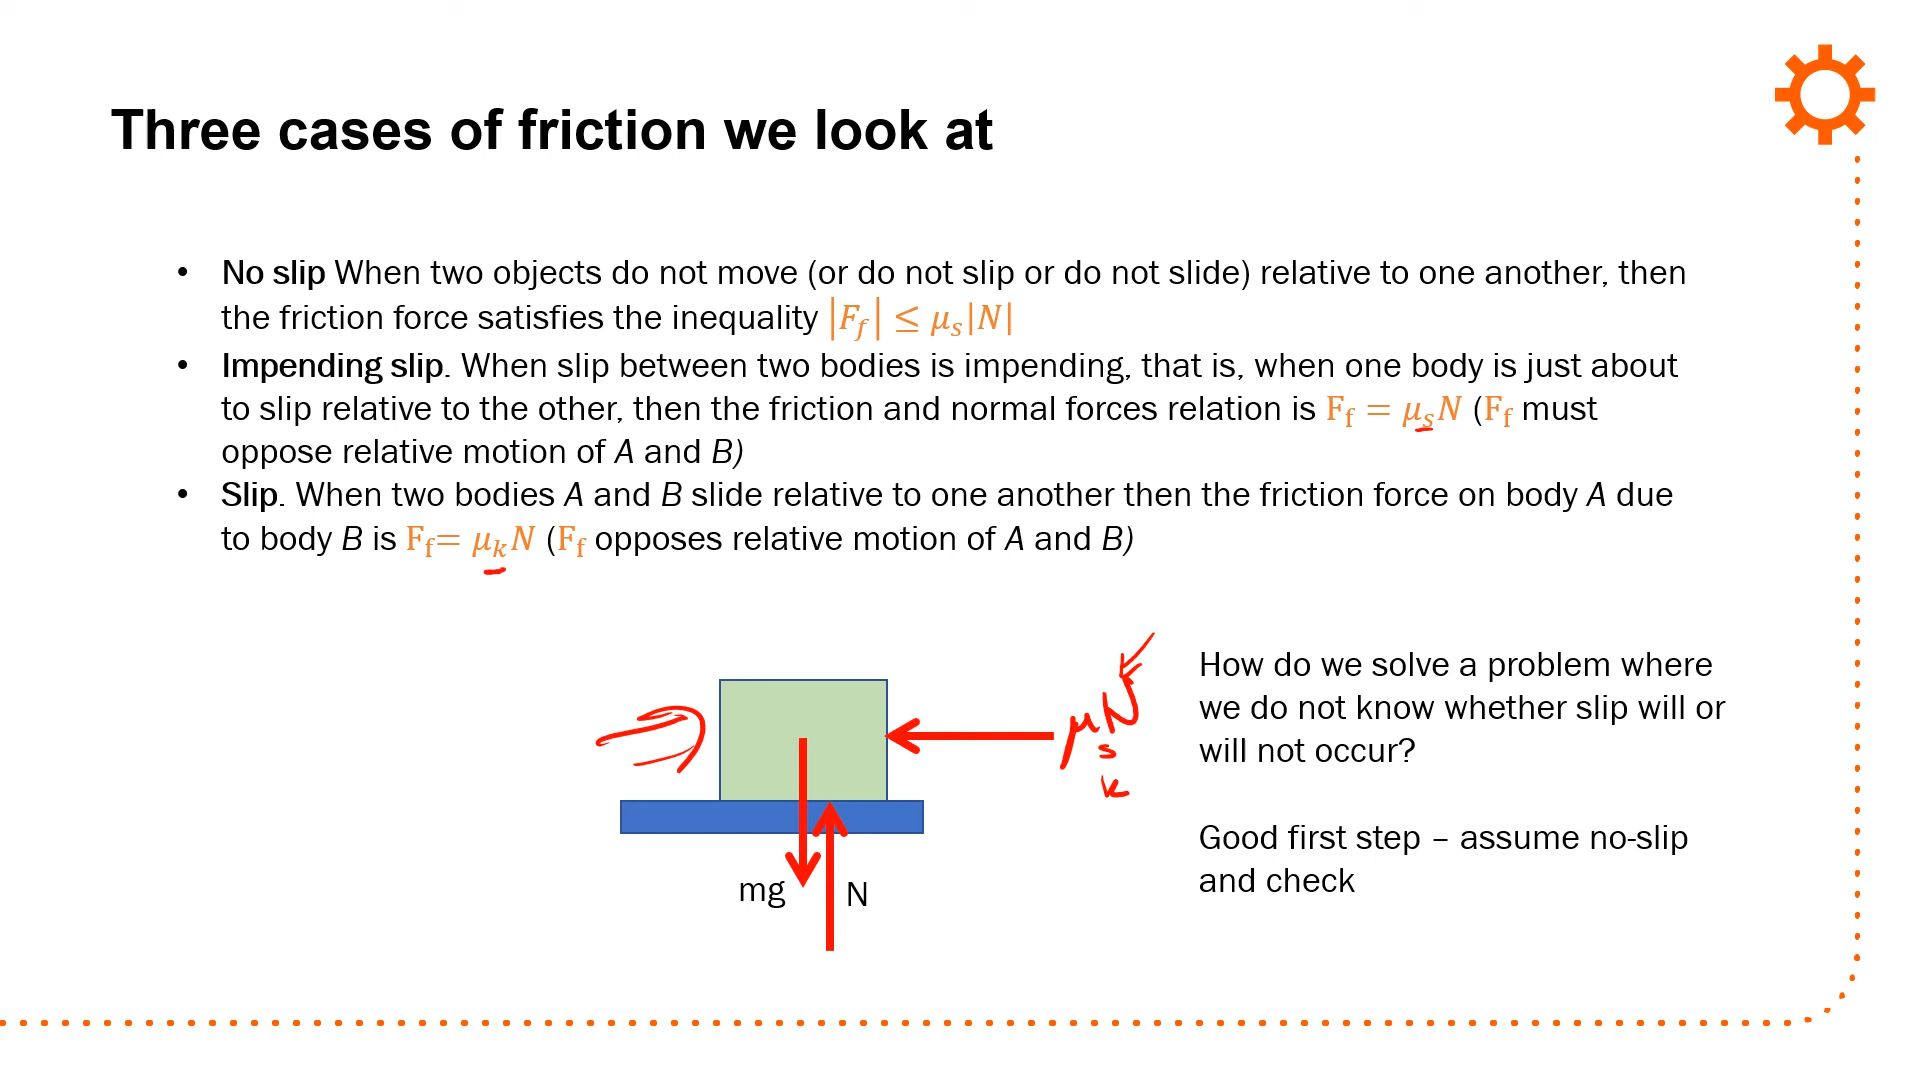 Three cases of friction we look at
• No slip When two objects do not move (or do not slip or do not slide) relative to one another, then
the friction force satisfies the inequality |F_f| ≤ μ_s|N|
• Impending slip. When slip between two bodies is impending, that is, when one body is just about
to slip relative to the other, then the friction and normal forces relation is F_f = μ_s N (F_f must
oppose relative motion of A and B)
• Slip. When two bodies A and B slide relative to one another then the friction force on body A due
to body B is F_f= μ_k N (F_f opposes relative motion of A and B)
μN
s
k
mg
N
How do we solve a problem where
we do not know whether slip will or
will not occur?
Good first step – assume no-slip
and check